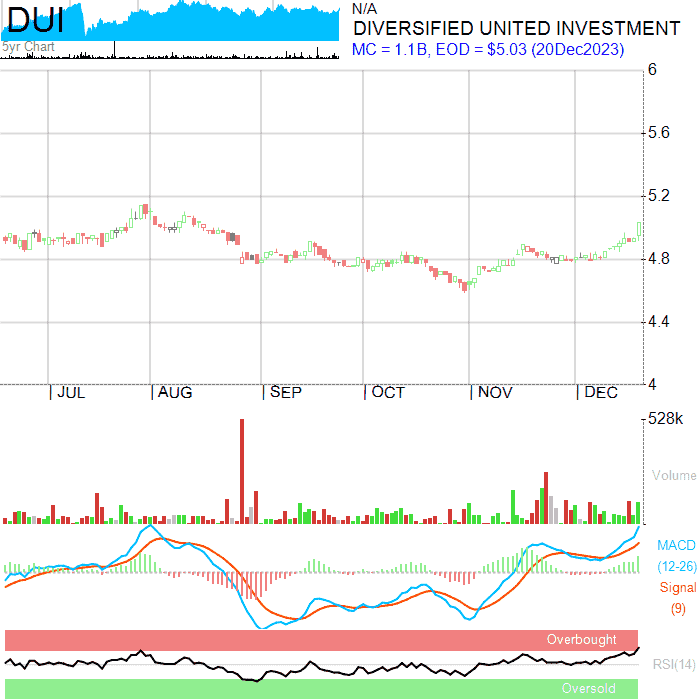 DUI
5yr Chart
N/A
DIVERSIFIED UNITED INVESTMENT
MC = 1.1B, EOD = $5.03 (20Dec2023)
6
5.6
5.2
4.8
4.4
4
JUL AUG SEP OCT NOV DEC
528k
Volume
MACD
(12-26)
Signal
(9)
Overbought
RSI(14)
Oversold